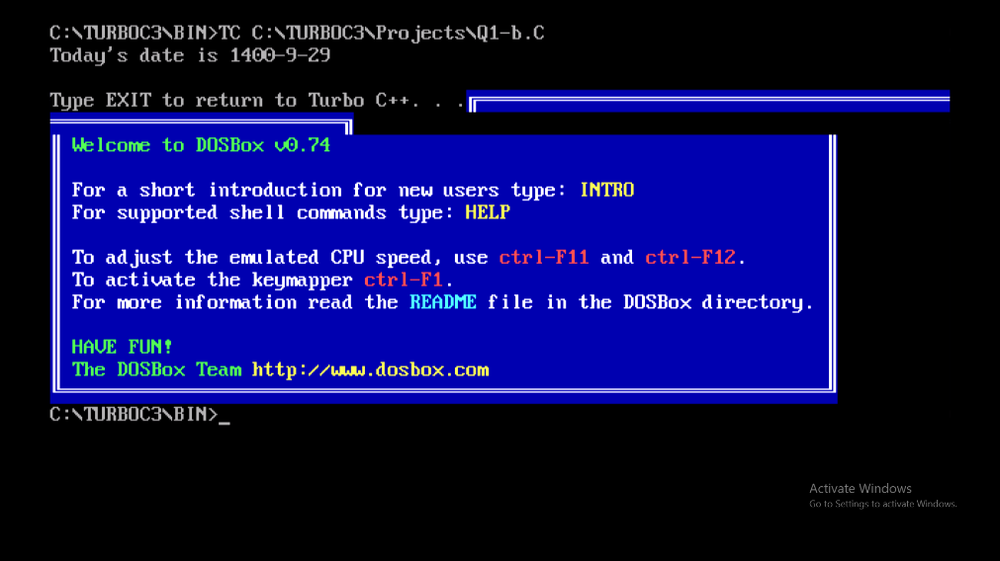 C:\TURBOC3\BIN>TC C:\TURBOC3\Projects\Q1-b.C
Today's date is 1400-9-29
Type EXIT to return to Turbo C++. . .
Welcome to DOSBox v0.74
For a short introduction for new users type: INTRO
For supported shell commands type: HELP
To adjust the emulated CPU speed, use ctrl-F11 and ctrl-F12.
To activate the keymapper ctrl-F1.
For more information read the README file in the DOSBox directory.
HAVE FUN!
The DOSBox Team http://www.dosbox.com
C:\TURBOC3\BIN>_
Activate Windows
Go to Settings to activate Windows.